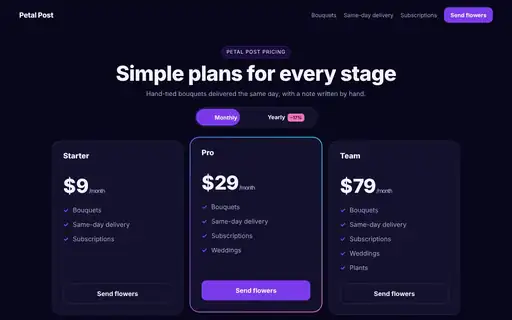 Petal Post
Bouquets Same-day delivery Subscriptions Send flowers
PETAL POST PRICING
Simple plans for every stage
Hand-tied bouquets delivered the same day, with a note written by hand.
Monthly Yearly −17%
Starter
$9/month
✓ Bouquets
✓ Same-day delivery
✓ Subscriptions
Send flowers
Pro
$29/month
✓ Bouquets
✓ Same-day delivery
✓ Subscriptions
✓ Weddings
Send flowers
Team
$79/month
✓ Bouquets
✓ Same-day delivery
✓ Subscriptions
✓ Weddings
✓ Plants
Send flowers